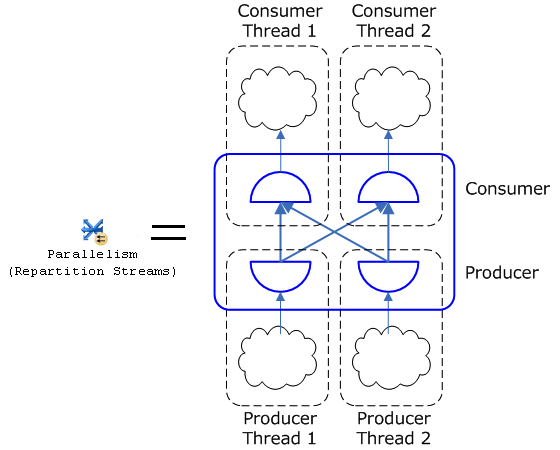 Consumer
Thread 1
Consumer
Thread 2
Consumer
Parallelism
(Repartition Streams)
Producer
Producer
Thread 1
Producer
Thread 2